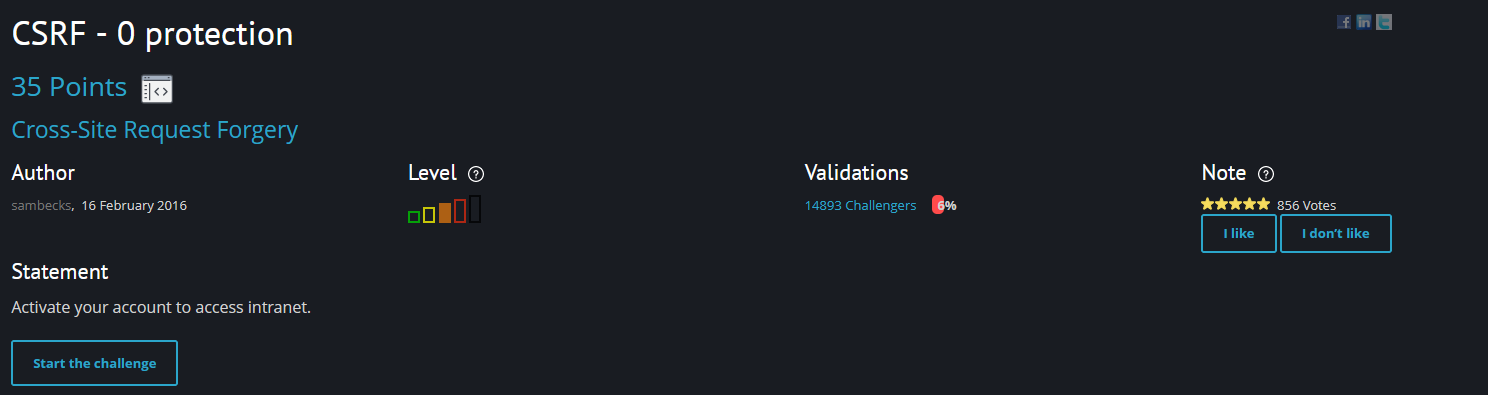 CSRF - 0 protection
35 Points
Cross-Site Request Forgery
Author
sambecks, 16 February 2016
Level ?
Validations
14893 Challengers 6%
Note ?
856 Votes
I like
I don't like
Statement
Activate your account to access intranet.
Start the challenge